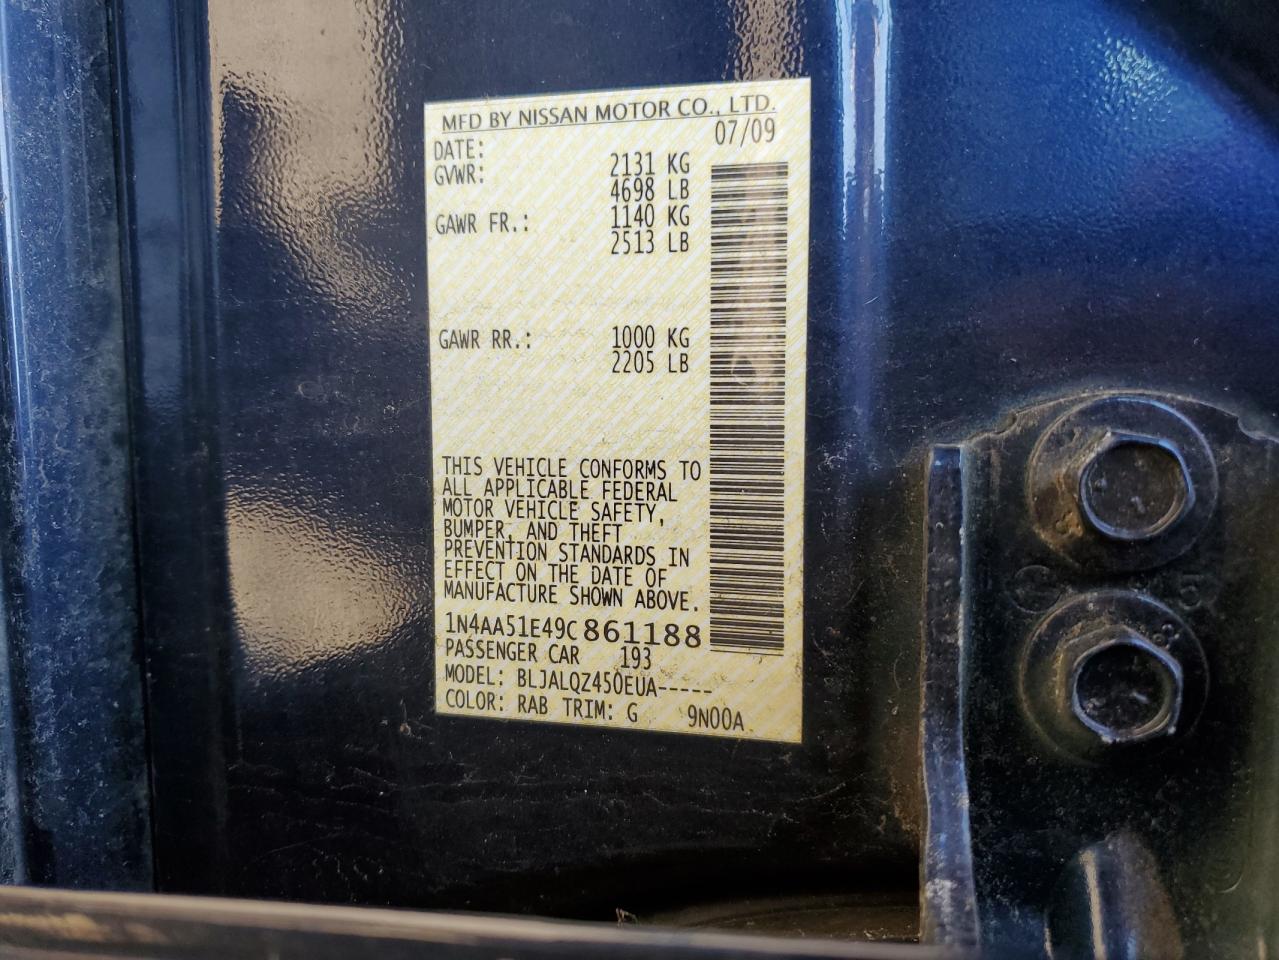 MFD BY NISSAN MOTOR CO., LTD.
DATE: 07/09
GVWR: 2131 KG
4698 LB
GAWR FR.: 1140 KG
2513 LB
GAWR RR.: 1000 KG
2205 LB
THIS VEHICLE CONFORMS TO
ALL APPLICABLE FEDERAL
MOTOR VEHICLE SAFETY,
BUMPER, AND THEFT
PREVENTION STANDARDS IN
EFFECT ON THE DATE OF
MANUFACTURE SHOWN ABOVE.
1N4AA51E49C861188
PASSENGER CAR 193
MODEL: BLJALQZ450EUA-----
COLOR: RAB TRIM: G 9N00A